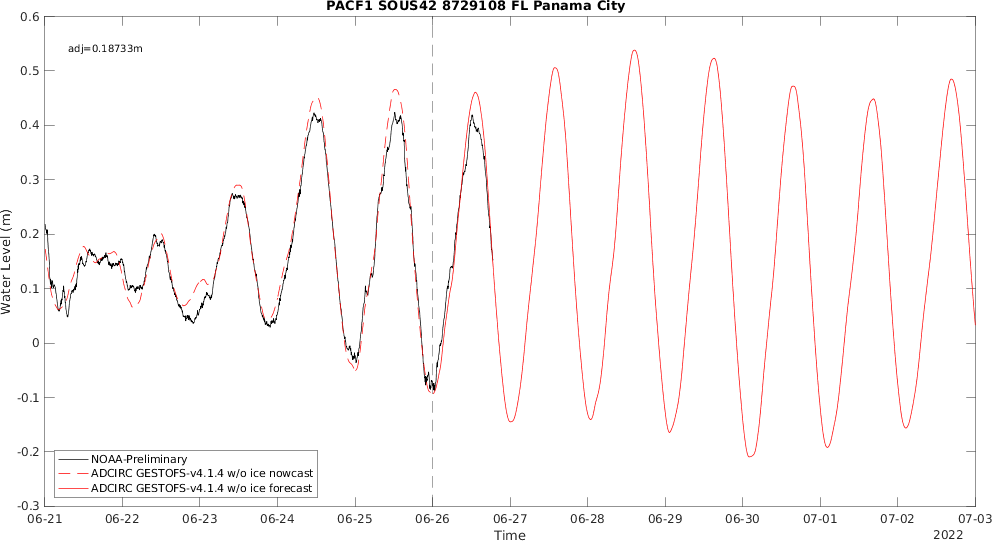 PACF1 SOUS42 8729108 FL Panama City
adj=0.18733m
Water Level (m)
0.6
0.5
0.4
0.3
0.2
0.1
0
-0.1
-0.2
-0.3
NOAA-Preliminary
ADCIRC GESTOFS-v4.1.4 w/o ice nowcast
ADCIRC GESTOFS-v4.1.4 w/o ice forecast
06-21 06-22 06-23 06-24 06-25 06-26 06-27 06-28 06-29 06-30 07-01 07-02 07-03
Time
2022